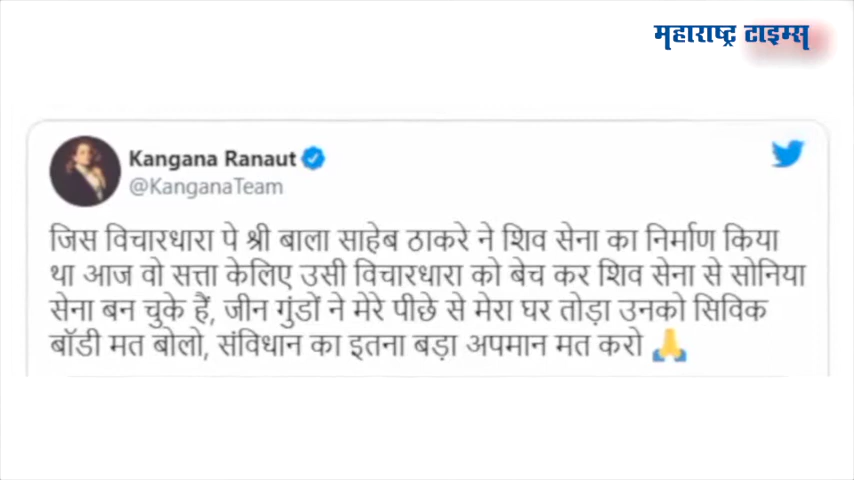 महाराष्ट्र टाइम्स
Kangana Ranaut
@KanganaTeam
जिस विचारधारा पे श्री बाला साहेब ठाकरे ने शिव सेना का निर्माण किया
था आज वो सत्ता केलिए उसी विचारधारा को बेच कर शिव सेना से सोनिया
सेना बन चुके हैं, जीन गुंडों ने मेरे पीछे से मेरा घर तोड़ा उनको सिविक
बॉडी मत बोलो, संविधान का इतना बड़ा अपमान मत करो 🙏